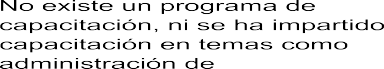 No existe un programa de
capacitación, ni se ha impartido
capacitación en temas como
administración de